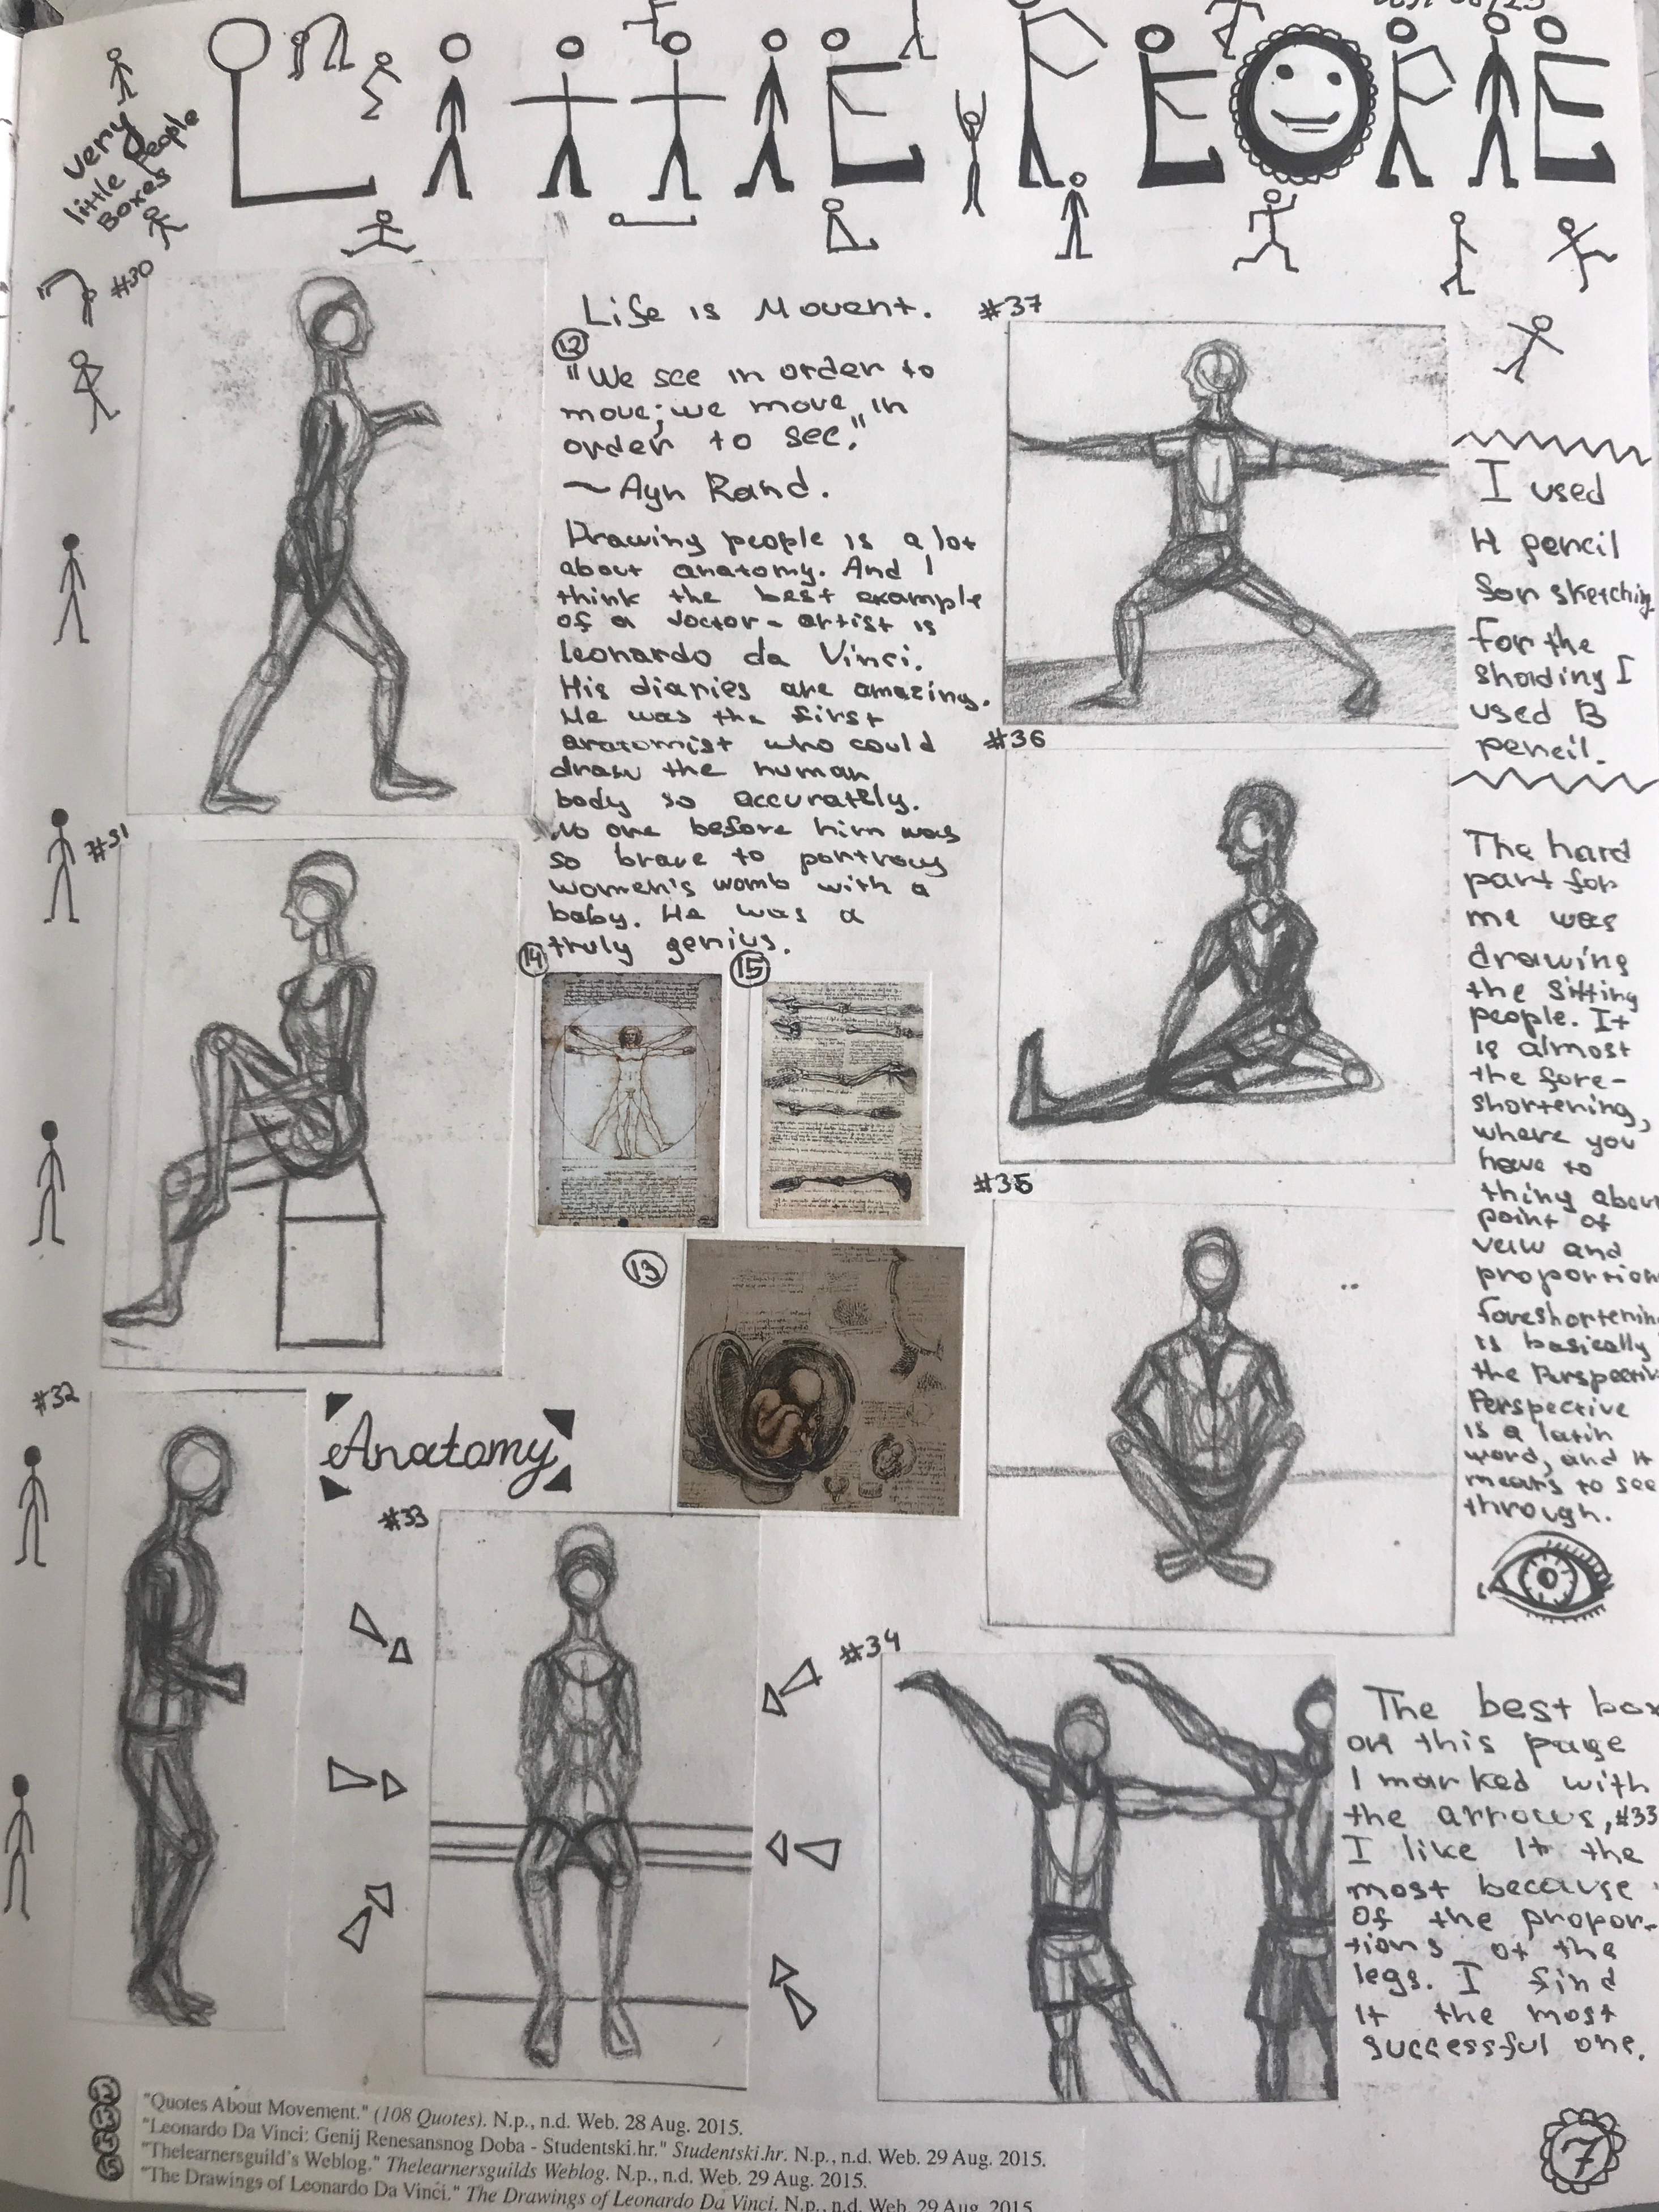 LITTLE PEOPLE
very
little people
Boxes
#30
Life is Movent.
12
"We see in order to
move; we move in
order to see."
~ Ayn Rand.
Drawing people is a lot
about anatomy. And I
think the best example
of a doctor-artist is
leonardo da Vinci.
His diaries are amazing.
He was the first
anatomist who could
draw the human
body so accurately.
No one before him was
so brave to portray
women's womb with a
baby. He was a
truly genius.
14
15
13
#37
I used
H pencil
for sketching
For the
shading I
used B
pencil.
#36
The hard
part for
me was
drawing
the sitting
people. It
is almost
the fore-
shortening,
where you
have to
thing about
point of
veiw and
proportion
foreshortening
is basically
the Perspective
Perspective
is a latin
word, and it
means to see
through.
#35
#31
#32
Anatomy
#33
#34
The best box
on this page
I marked with
the arrows, #33
I like it the
most because
of the propor-
tions of the
legs. I find
it the most
successful one.
12 "Quotes About Movement." (108 Quotes). N.p., n.d. Web. 28 Aug. 2015.
13 "Leonardo Da Vinci: Genij Renesansnog Doba - Studentski.hr." Studentski.hr. N.p., n.d. Web. 29 Aug. 2015.
14 "Thelearnersguild's Weblog." Thelearnersguilds Weblog. N.p., n.d. Web. 29 Aug. 2015.
15 "The Drawings of Leonardo Da Vinci." The Drawings of Leonardo Da Vinci. N.p., n.d. Web. 29 Aug. 2015
7